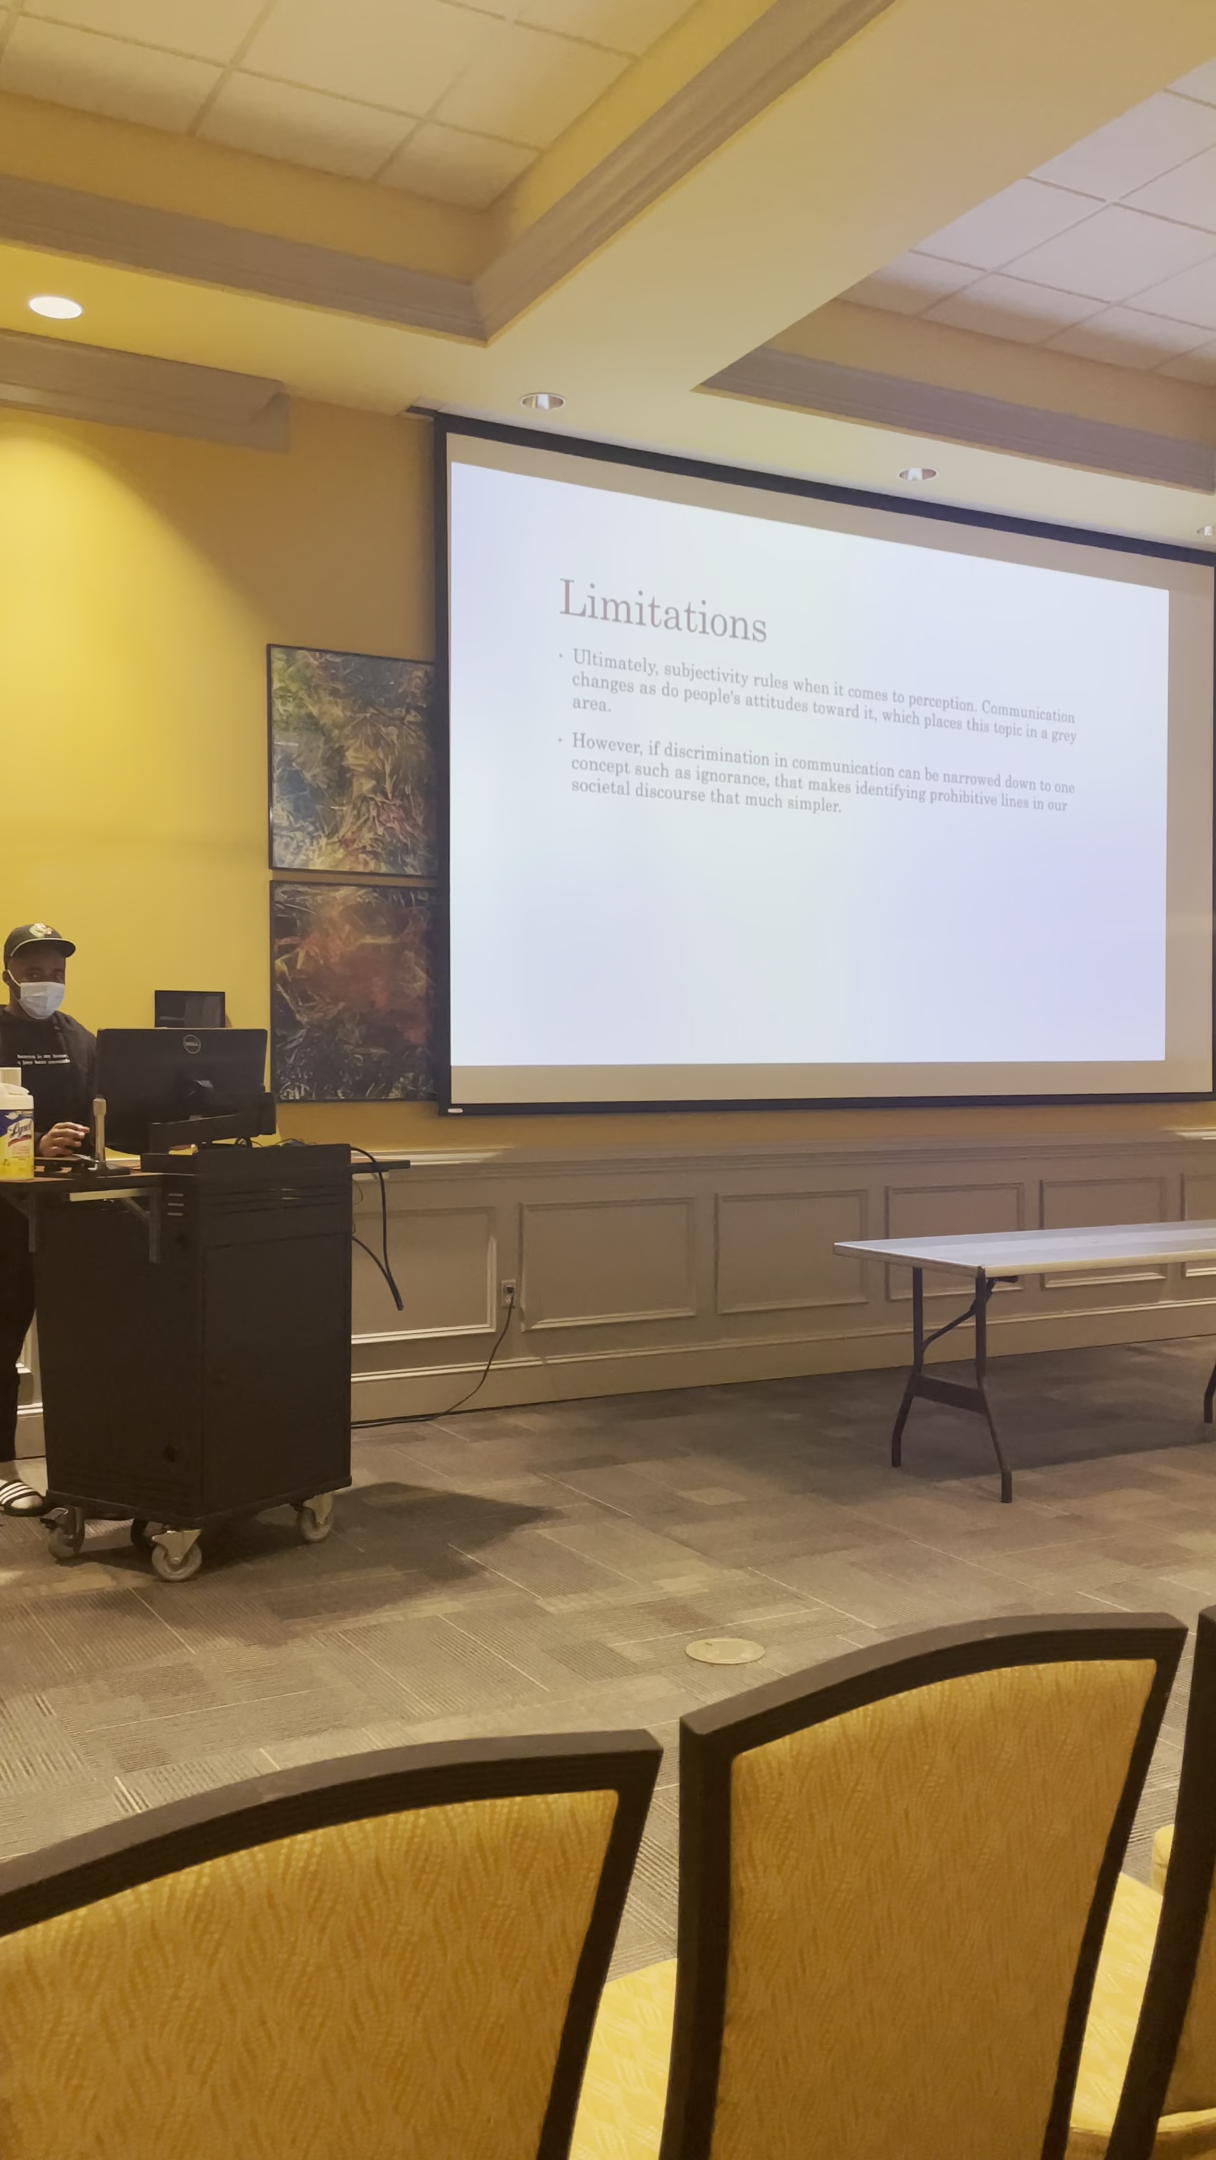 Limitations
• Ultimately, subjectivity rules when it comes to perception. Communication
changes as do people's attitudes toward it, which places this topic in a grey
area.
• However, if discrimination in communication can be narrowed down to one
concept such as ignorance, that makes identifying prohibitive lines in our
societal discourse that much simpler.
DELL
Lysol